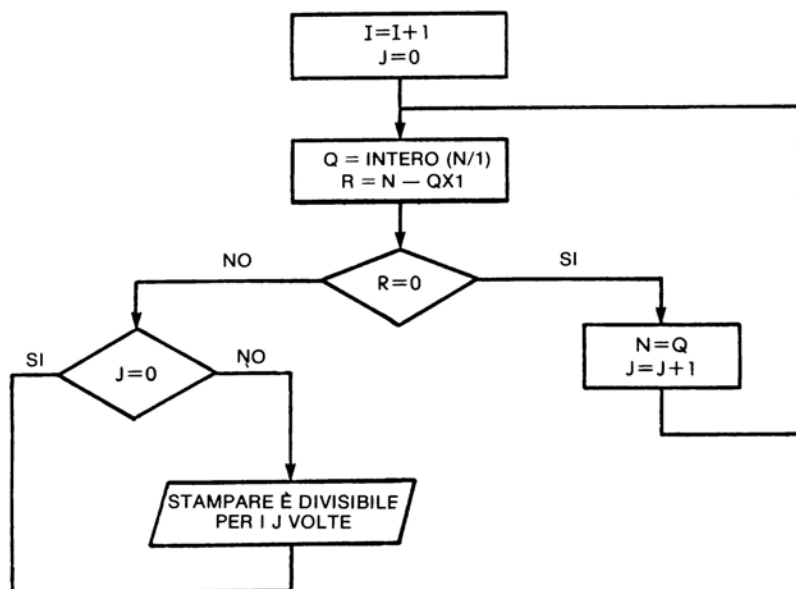 I=I+1
J=0
Q = INTERO (N/1)
R = N — QX1
NO
R=0
SI
SI
J=0
NO
N=Q
J=J+1
STAMPARE È DIVISIBILE
PER I J VOLTE